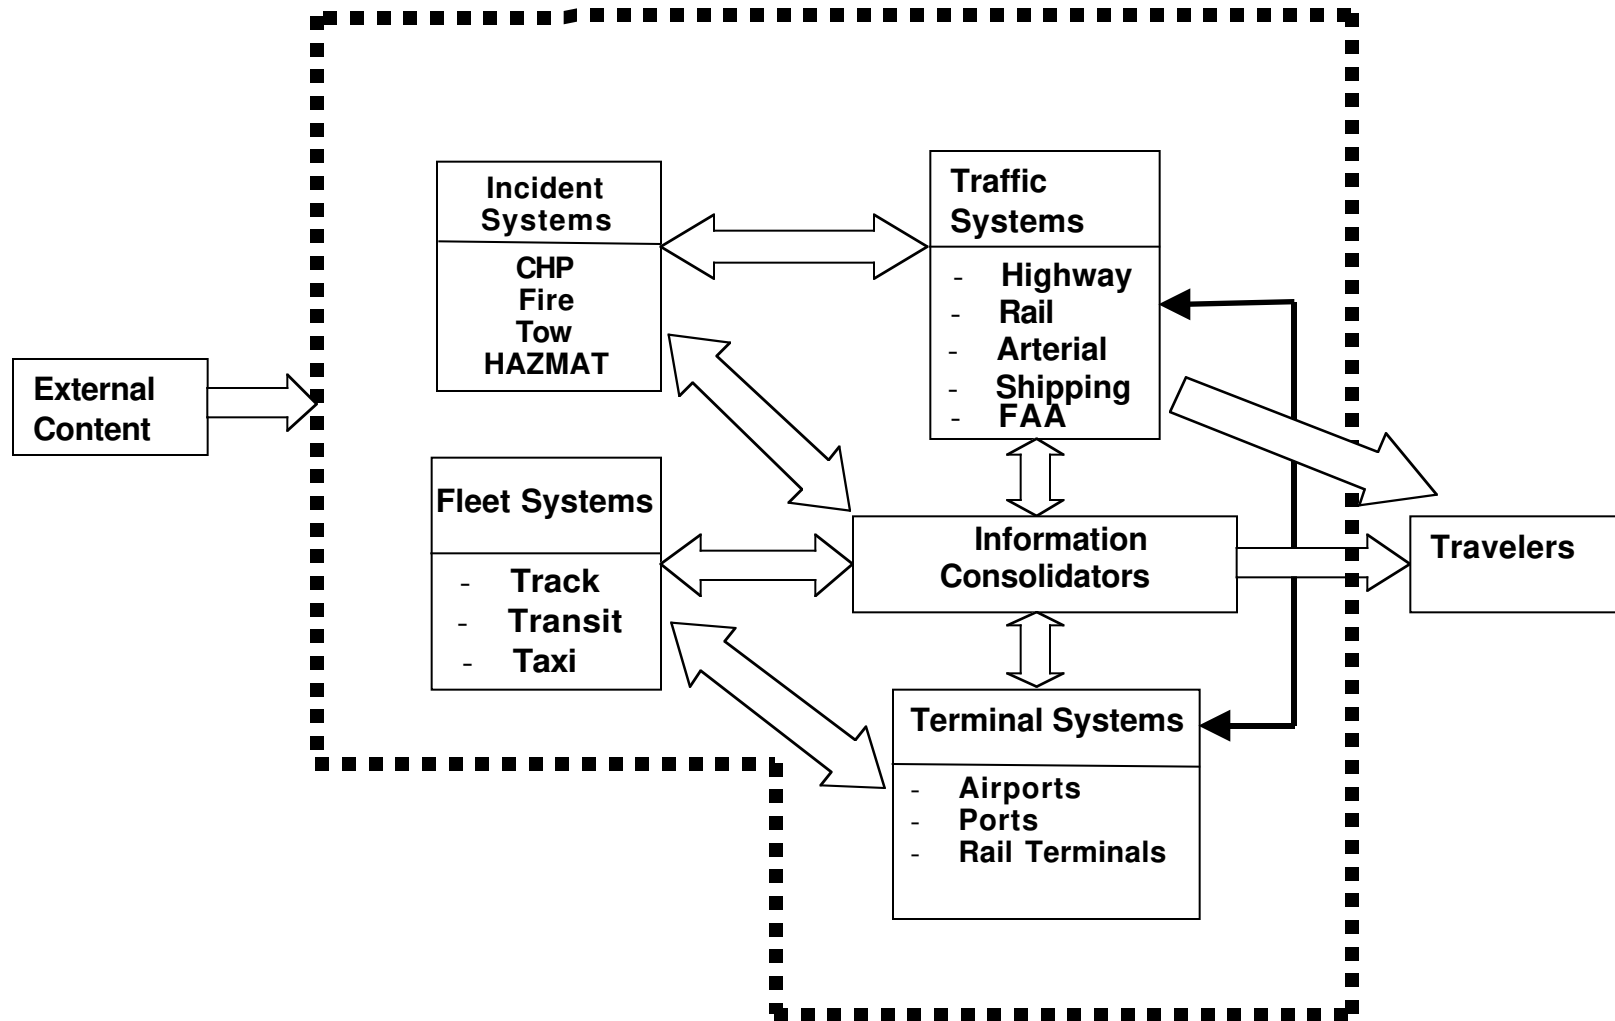 Incident
Systems
CHP
Fire
Tow
HAZMAT
Traffic
Systems
- Highway
- Rail
- Arterial
- Shipping
- FAA
External
Content
Fleet Systems
- Track
- Transit
- Taxi
Information
Consolidators
Travelers
Terminal Systems
- Airports
- Ports
- Rail Terminals